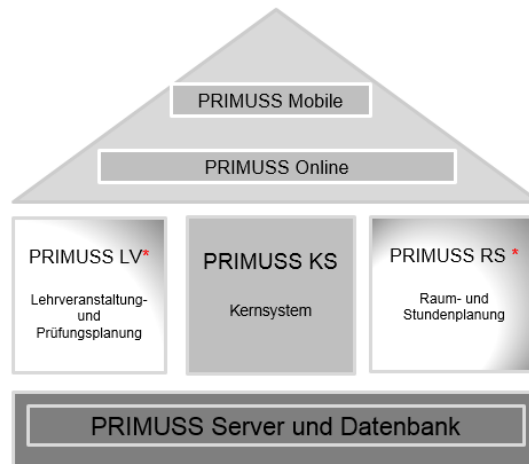 PRIMUSS Mobile
PRIMUSS Online
PRIMUSS LV*
Lehrveranstaltung-
und
Prüfungsplanung
PRIMUSS KS
Kernsystem
PRIMUSS RS *
Raum- und
Stundenplanung
PRIMUSS Server und Datenbank